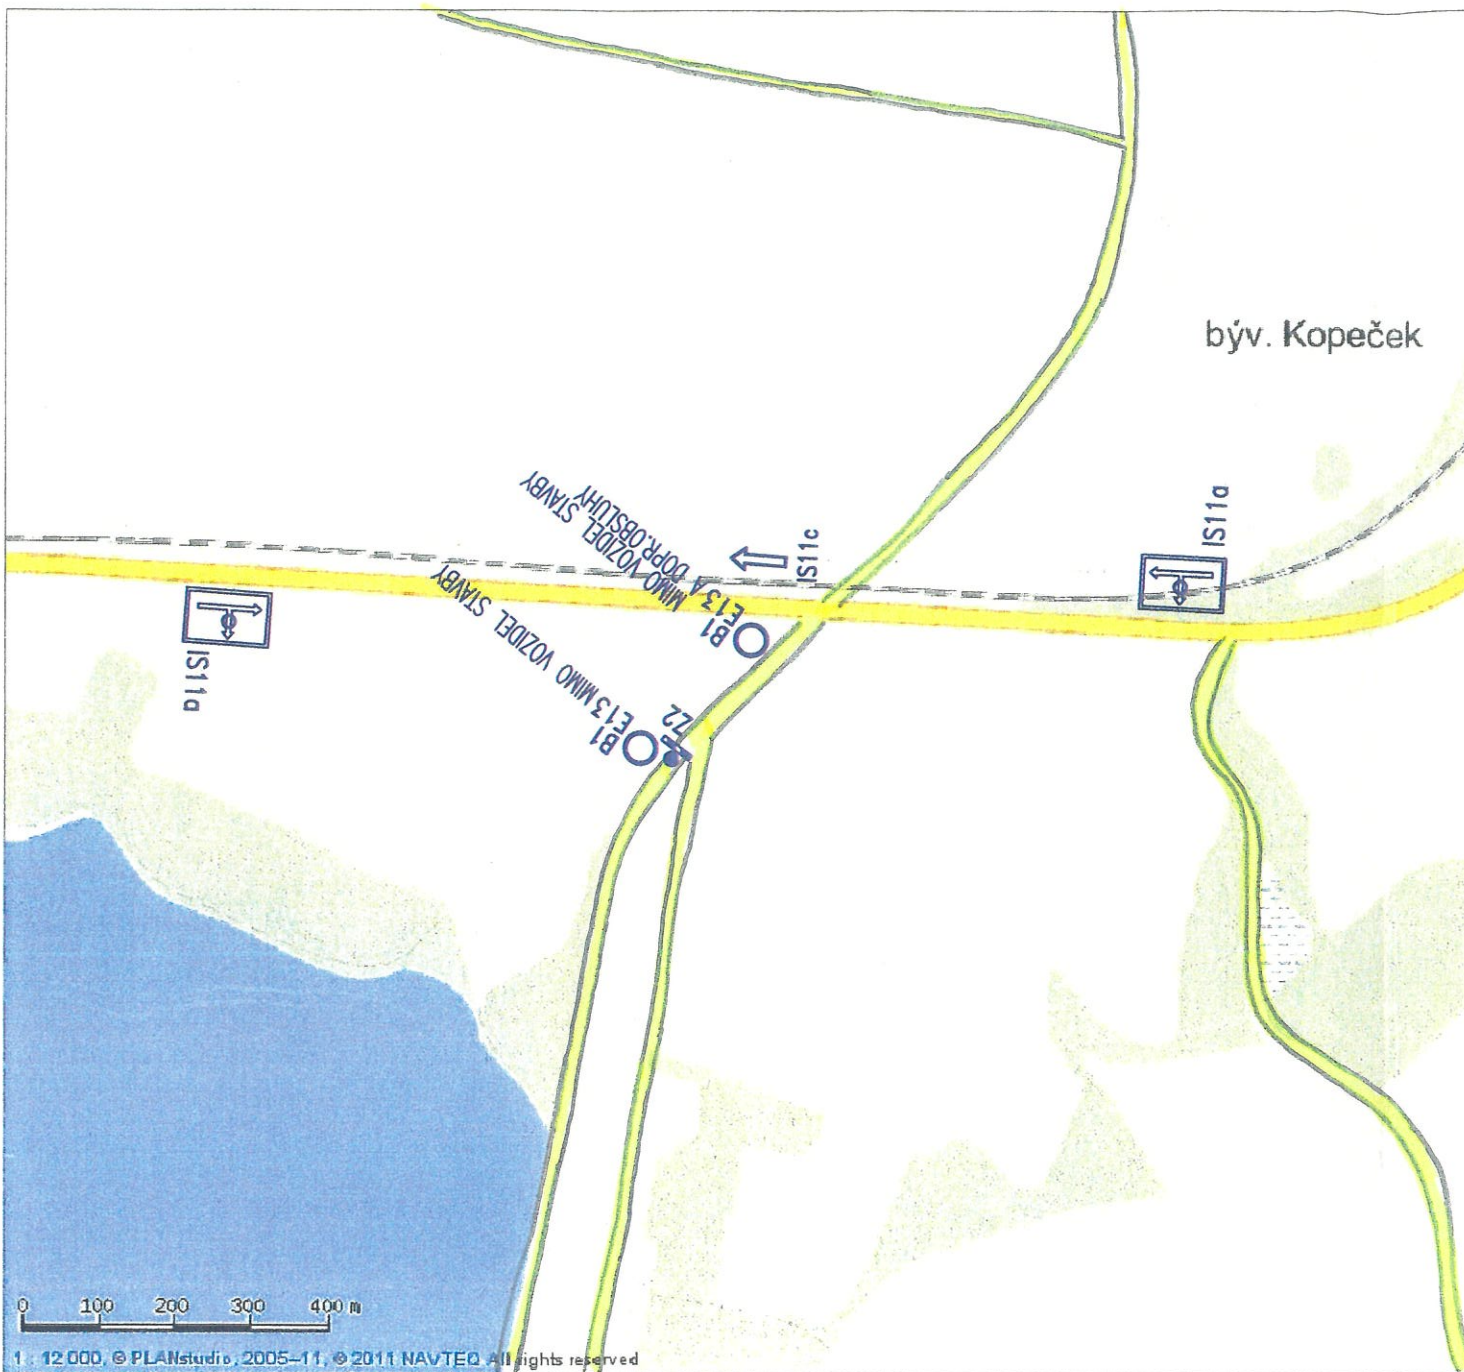 býv. Kopeček
IS11a
MIMO VOZIDEL STAVBY
E13 A DOPR.OBSLUHY
B1
IS11c
E13 MIMO VOZIDEL STAVBY
B1
Z2
IS11a
0 100 200 300 400 m
1 : 12 000, © PLANstudio, 2005–11, © 2011 NAVTEQ All rights reserved